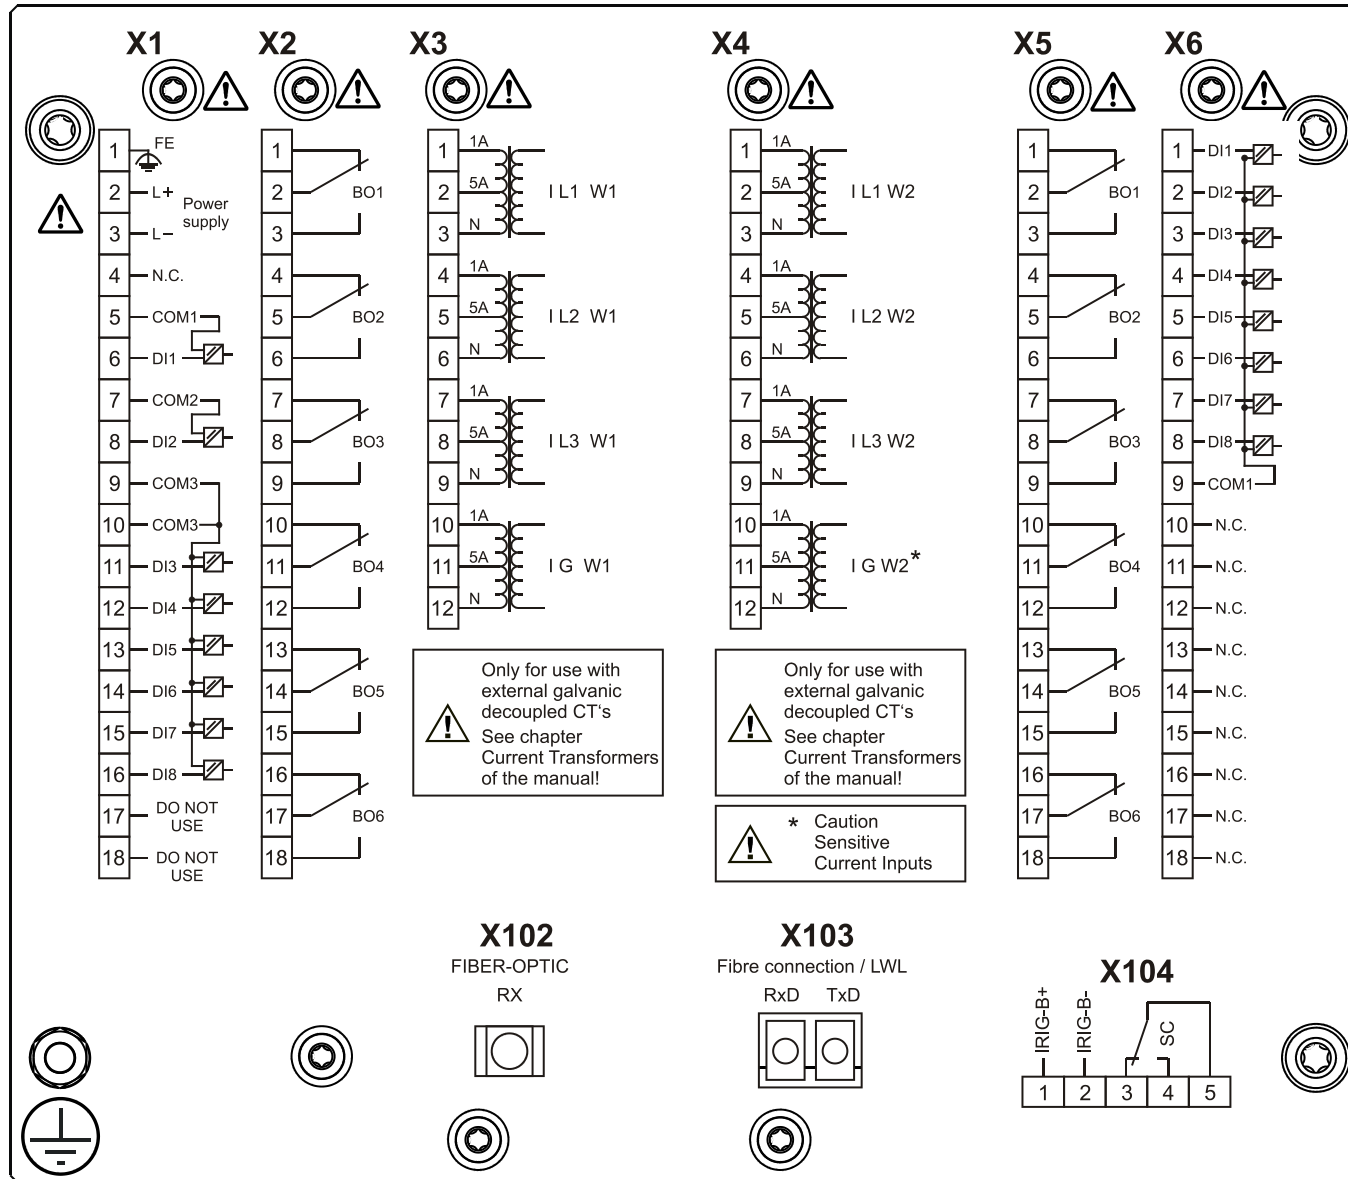 X1
X2
X3
X4
X5
X6
1 FE
2 L+
Power
supply
3 L–
4 N.C.
5 COM1
6 DI1
7 COM2
8 DI2
9 COM3
10 COM3
11 DI3
12 DI4
13 DI5
14 DI6
15 DI7
16 DI8
17 DO NOT
USE
18 DO NOT
USE
1
2 BO1
3
4
5 BO2
6
7
8 BO3
9
10
11 BO4
12
13
14 BO5
15
16
17 BO6
18
1 1A
2 5A I L1 W1
3 N
4 1A
5 5A I L2 W1
6 N
7 1A
8 5A I L3 W1
9 N
10 1A
11 5A I G W1
12 N
Only for use with
external galvanic
decoupled CT's
See chapter
Current Transformers
of the manual!
1 1A
2 5A I L1 W2
3 N
4 1A
5 5A I L2 W2
6 N
7 1A
8 5A I L3 W2
9 N
10 1A
11 5A I G W2*
12 N
Only for use with
external galvanic
decoupled CT's
See chapter
Current Transformers
of the manual!
* Caution
Sensitive
Current Inputs
1
2 BO1
3
4
5 BO2
6
7
8 BO3
9
10
11 BO4
12
13
14 BO5
15
16
17 BO6
18
1 DI1
2 DI2
3 DI3
4 DI4
5 DI5
6 DI6
7 DI7
8 DI8
9 COM1
10 N.C.
11 N.C.
12 N.C.
13 N.C.
14 N.C.
15 N.C.
16 N.C.
17 N.C.
18 N.C.
X102
FIBER-OPTIC
RX
X103
Fibre connection / LWL
RxD TxD
X104
IRIG-B+
IRIG-B-
SC
1 2 3 4 5